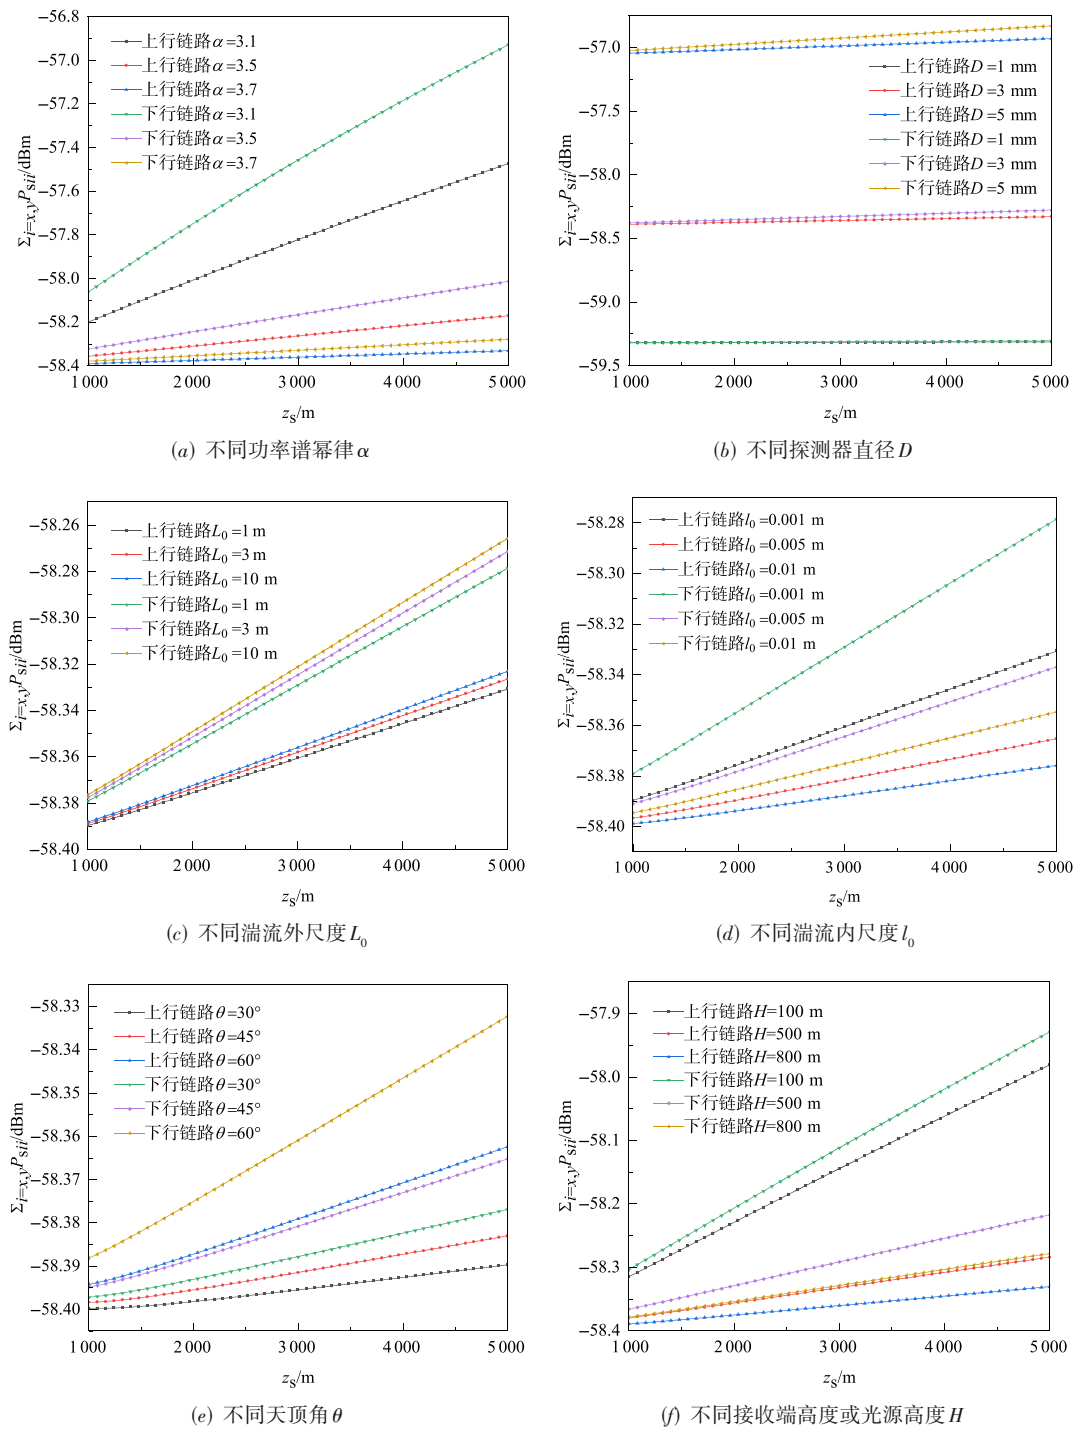 −56.8
−57.0
−57.2
−57.4
−57.6
−57.8
−58.0
−58.2
−58.4
Σi=x,yPsii/dBm
上行链路α=3.1
上行链路α=3.5
上行链路α=3.7
下行链路α=3.1
下行链路α=3.5
下行链路α=3.7
1 000 2 000 3 000 4 000 5 000
zs/m
(a) 不同功率谱幂律α
−57.0
−57.5
−58.0
−58.5
−59.0
−59.5
Σi=x,yPsii/dBm
上行链路D=1 mm
上行链路D=3 mm
上行链路D=5 mm
下行链路D=1 mm
下行链路D=3 mm
下行链路D=5 mm
1 000 2 000 3 000 4 000 5 000
zs/m
(b) 不同探测器直径D
−58.26
−58.28
−58.30
−58.32
−58.34
−58.36
−58.38
−58.40
Σi=x,yPsii/dBm
上行链路L0=1 m
上行链路L0=3 m
上行链路L0=10 m
下行链路L0=1 m
下行链路L0=3 m
下行链路L0=10 m
1 000 2 000 3 000 4 000 5 000
zs/m
(c) 不同湍流外尺度L0
−58.28
−58.30
−58.32
−58.34
−58.36
−58.38
−58.40
Σi=x,yPsii/dBm
上行链路l0=0.001 m
上行链路l0=0.005 m
上行链路l0=0.01 m
下行链路l0=0.001 m
下行链路l0=0.005 m
下行链路l0=0.01 m
1 000 2 000 3 000 4 000 5 000
zs/m
(d) 不同湍流内尺度l0
−58.33
−58.34
−58.35
−58.36
−58.37
−58.38
−58.39
−58.40
Σi=x,yPsii/dBm
上行链路θ=30°
上行链路θ=45°
上行链路θ=60°
下行链路θ=30°
下行链路θ=45°
下行链路θ=60°
1 000 2 000 3 000 4 000 5 000
zs/m
(e) 不同天顶角θ
−57.9
−58.0
−58.1
−58.2
−58.3
−58.4
Σi=x,yPsii/dBm
上行链路H=100 m
上行链路H=500 m
上行链路H=800 m
下行链路H=100 m
下行链路H=500 m
下行链路H=800 m
1 000 2 000 3 000 4 000 5 000
zs/m
(f) 不同接收端高度或光源高度H